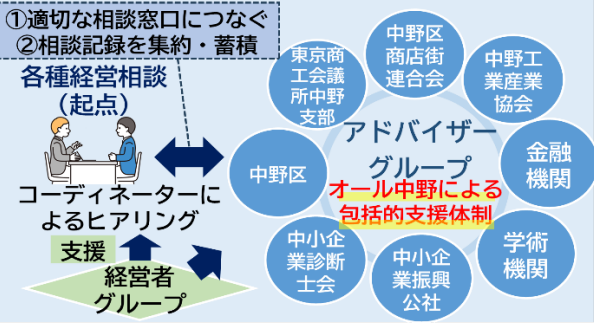 ①適切な相談窓口につなぐ
②相談記録を集約・蓄積
各種経営相談
（起点）
コーディネーターに
よるヒアリング
支援
経営者
グループ
アドバイザー
グループ
オール中野による
包括的支援体制
中野区
東京商
工会議
所中野
支部
中野区
商店街
連合会
中野工
業産業
協会
金融
機関
学術
機関
中小企
業振興
公社
中小企
業診断
士会